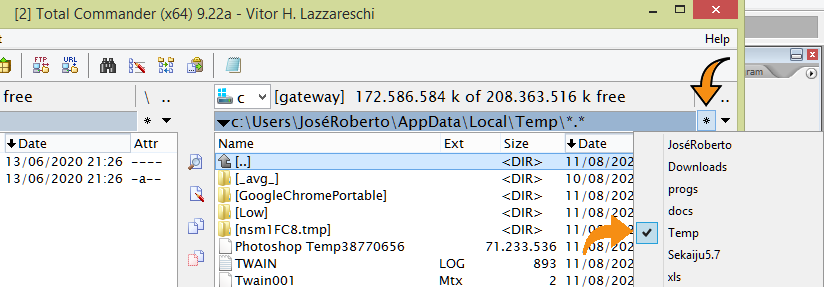 [2] Total Commander (x64) 9.22a - Vitor H. Lazzareschi
t
Help
FTP URL
ram
free \ ..
c [gateway] 172.586.584 k of 208.363.516 k free \ ..
* c:\Users\JoséRoberto\AppData\Local\Temp\*.* *
Date Attr
13/06/2020 21:26 ----
13/06/2020 21:26 -a--
Name Ext Size Date
[..] <DIR> 11/08/202
[_avg_] <DIR> 10/08/202
[GoogleChromePortable] <DIR> 11/08/202
[Low] <DIR> 11/08/202
[nsm1FC8.tmp] <DIR> 11/08/202
Photoshop Temp38770656 71.233.536
TWAIN LOG 893 11/08/202
Twain001 Mtx 2 11/08/202
JoséRoberto
Downloads
progs
docs
Temp
Sekaiju5.7
xls